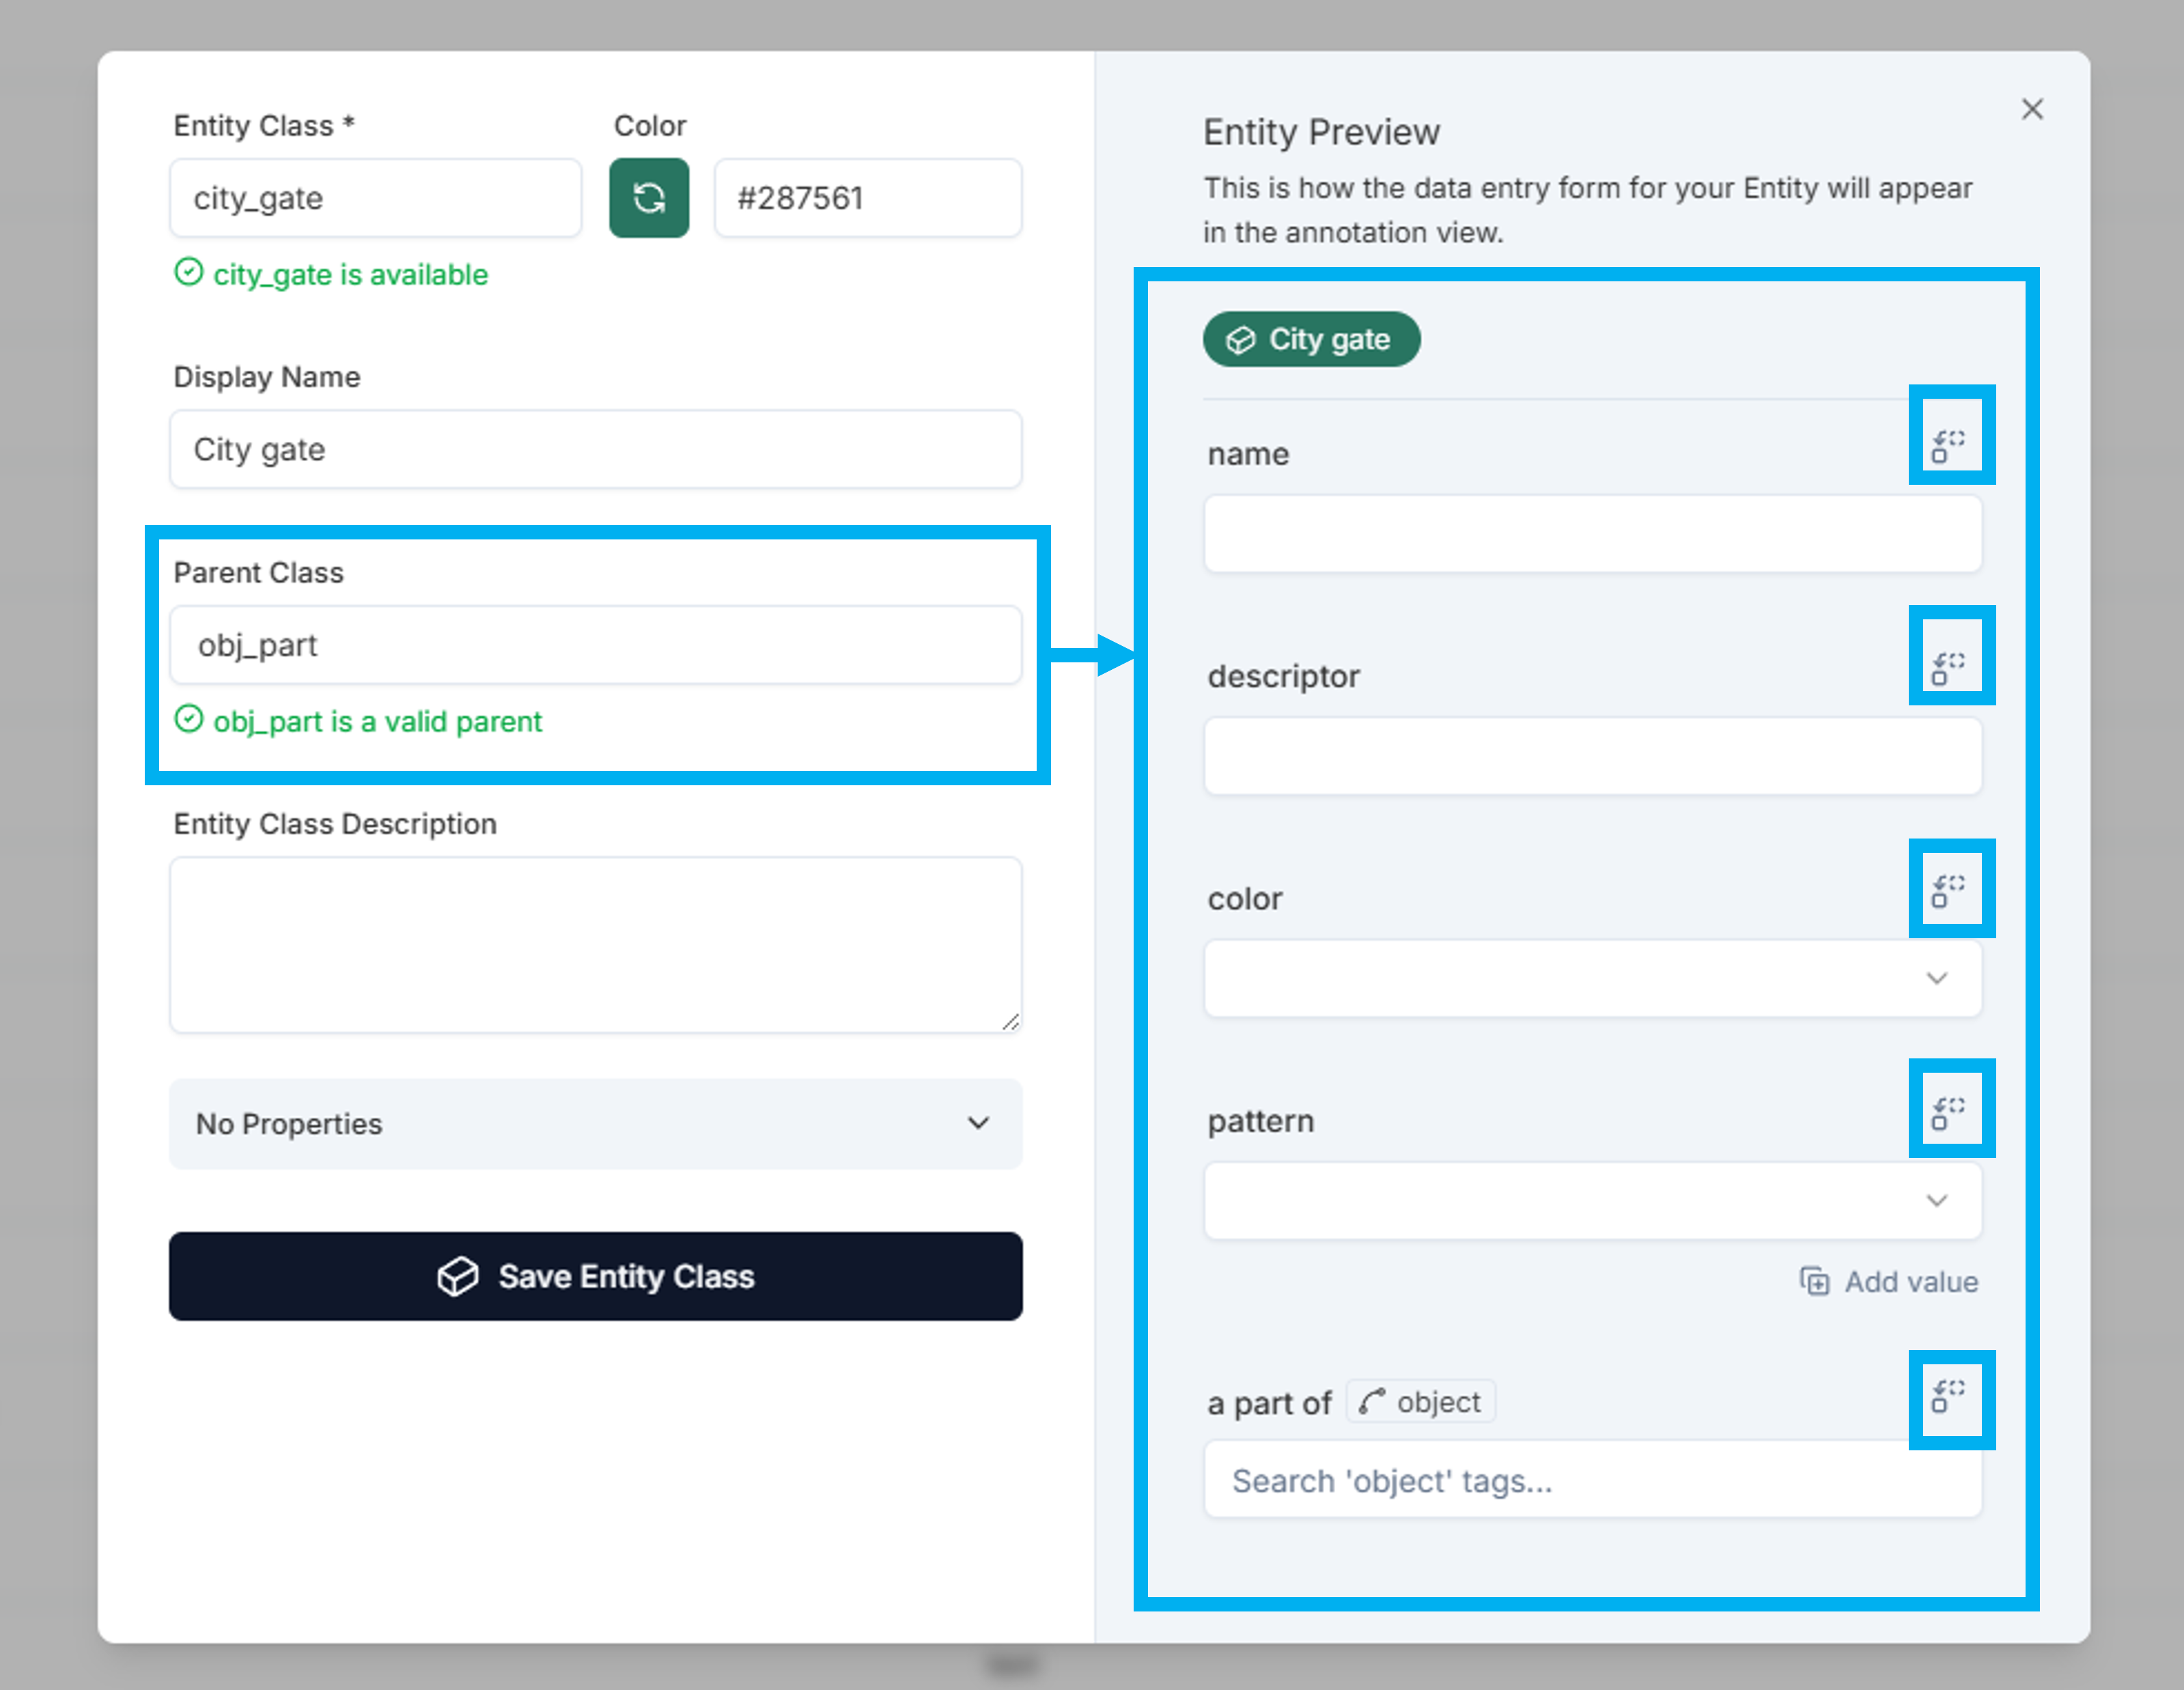 Entity Class *
Color
city_gate
#287561
city_gate is available
Display Name
City gate
Parent Class
obj_part
obj_part is a valid parent
Entity Class Description
No Properties
Save Entity Class
Entity Preview
This is how the data entry form for your Entity will appear
in the annotation view.
City gate
name
descriptor
color
pattern
Add value
a part of object
Search 'object' tags...